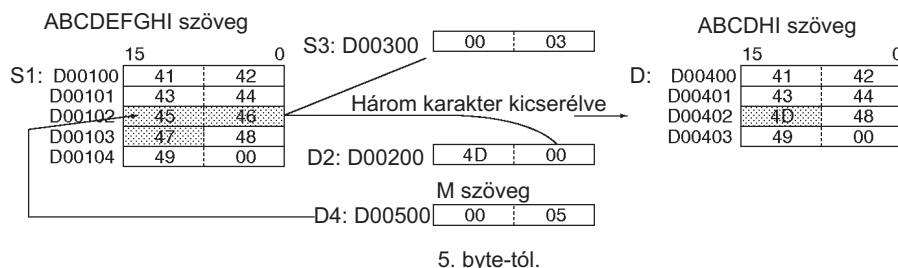 ABCDEFGHI szöveg
15 0
S1: D00100 41 42
D00101 43 44
D00102 45 46
D00103 47 48
D00104 49 00
S3: D00300 00 03
Három karakter kicserélve
D2: D00200 4D 00
M szöveg
D4: D00500 00 05
5. byte-tól.
ABCDHI szöveg
15 0
D: D00400 41 42
D00401 43 44
D00402 4D 48
D00403 49 00